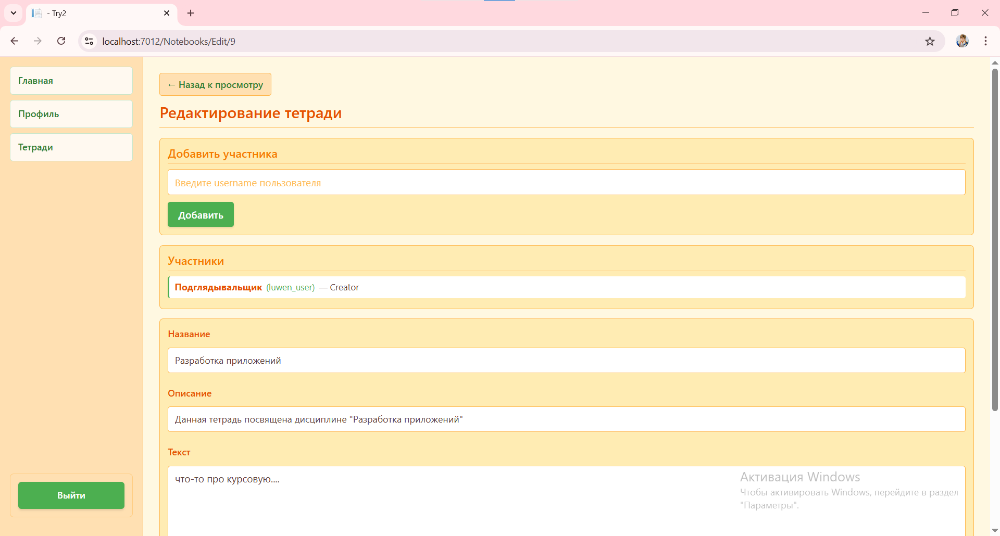 - Try2
localhost:7012/Notebooks/Edit/9
Главная
Профиль
Тетради
Выйти
← Назад к просмотру
Редактирование тетради
Добавить участника
Введите username пользователя
Добавить
Участники
Подглядывальщик (luwen_user) — Creator
Название
Разработка приложений
Описание
Данная тетрадь посвящена дисциплине "Разработка приложений"
Текст
что-то про курсовую....
Активация Windows
Чтобы активировать Windows, перейдите в раздел
"Параметры".